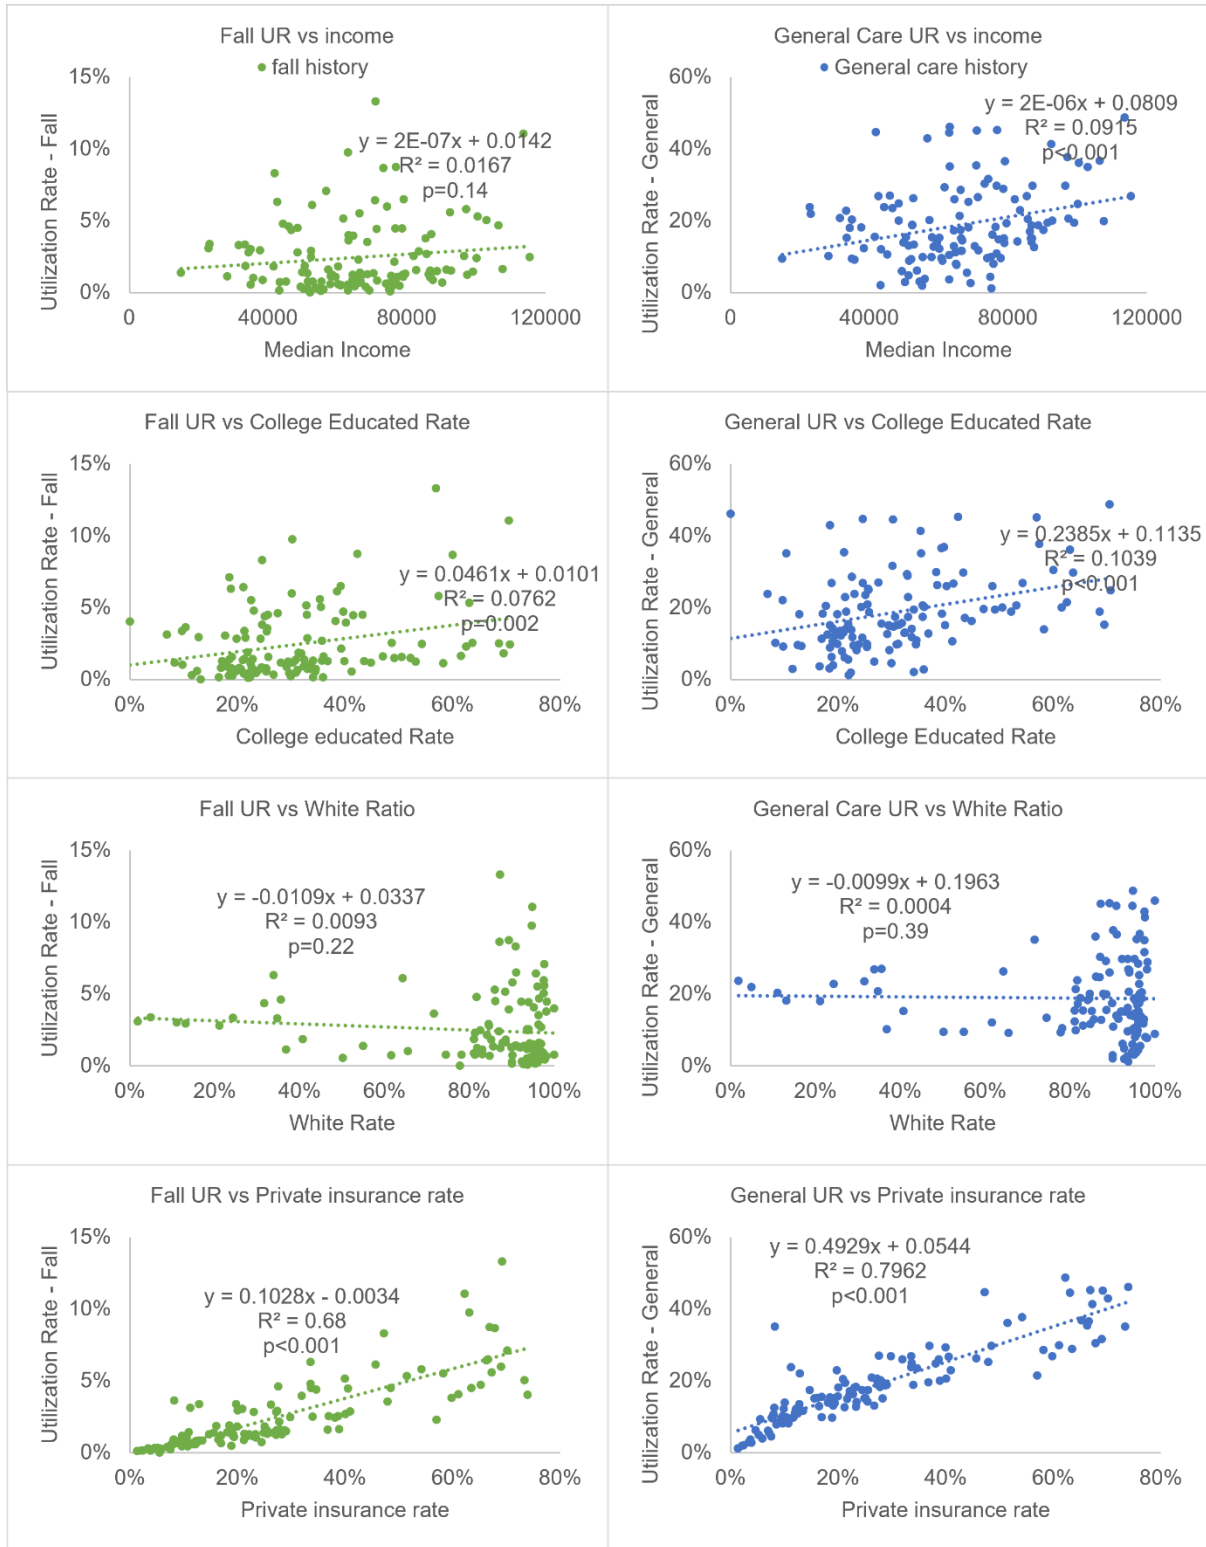 Fall UR vs income
fall history
15%
10%
5%
0%
Utilization Rate - Fall
y = 2E-07x + 0.0142
R² = 0.0167
p=0.14
0 40000 80000 120000
Median Income
General Care UR vs income
General care history
60%
40%
20%
0%
Utilization Rate - General
y = 2E-06x + 0.0809
R² = 0.0915
p<0.001
0 40000 80000 120000
Median Income
Fall UR vs College Educated Rate
15%
10%
5%
0%
Utilization Rate - Fall
y = 0.0461x + 0.0101
R² = 0.0762
p=0.002
0% 20% 40% 60% 80%
College educated Rate
General UR vs College Educated Rate
60%
40%
20%
0%
Utilization Rate - General
y = 0.2385x + 0.1135
R² = 0.1039
p<0.001
0% 20% 40% 60% 80%
College Educated Rate
Fall UR vs White Ratio
15%
10%
5%
0%
Utilization Rate - Fall
y = -0.0109x + 0.0337
R² = 0.0093
p=0.22
0% 20% 40% 60% 80% 100%
White Rate
General Care UR vs White Ratio
60%
40%
20%
0%
Utilization Rate - General
y = -0.0099x + 0.1963
R² = 0.0004
p=0.39
0% 20% 40% 60% 80% 100%
White Rate
Fall UR vs Private insurance rate
15%
10%
5%
0%
Utilization Rate - Fall
y = 0.1028x - 0.0034
R² = 0.68
p<0.001
0% 20% 40% 60% 80%
Private insurance rate
General UR vs Private insurance rate
60%
40%
20%
0%
Utilization Rate - General
y = 0.4929x + 0.0544
R² = 0.7962
p<0.001
0% 20% 40% 60% 80%
Private insurance rate